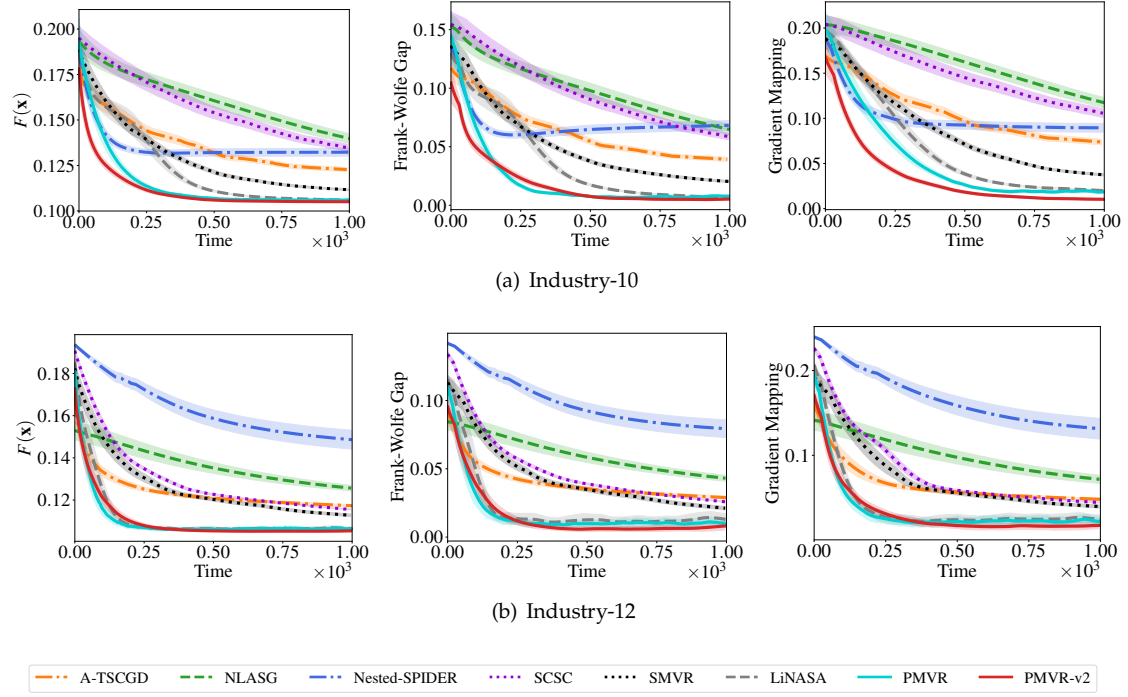 F(x)
0.200
0.175
0.150
0.125
0.100
0.00 0.25 0.50 0.75 1.00
Time ×10³
Frank-Wolfe Gap
0.15
0.10
0.05
0.00
0.00 0.25 0.50 0.75 1.00
Time ×10³
Gradient Mapping
0.20
0.15
0.10
0.05
0.00
0.00 0.25 0.50 0.75 1.00
Time ×10³
(a) Industry-10
F(x)
0.18
0.16
0.14
0.12
0.00 0.25 0.50 0.75 1.00
Time ×10³
Frank-Wolfe Gap
0.10
0.05
0.00
0.00 0.25 0.50 0.75 1.00
Time ×10³
Gradient Mapping
0.2
0.1
0.00 0.25 0.50 0.75 1.00
Time ×10³
(b) Industry-12
A-TSCGD NLASG Nested-SPIDER SCSC SMVR LiNASA PMVR PMVR-v2